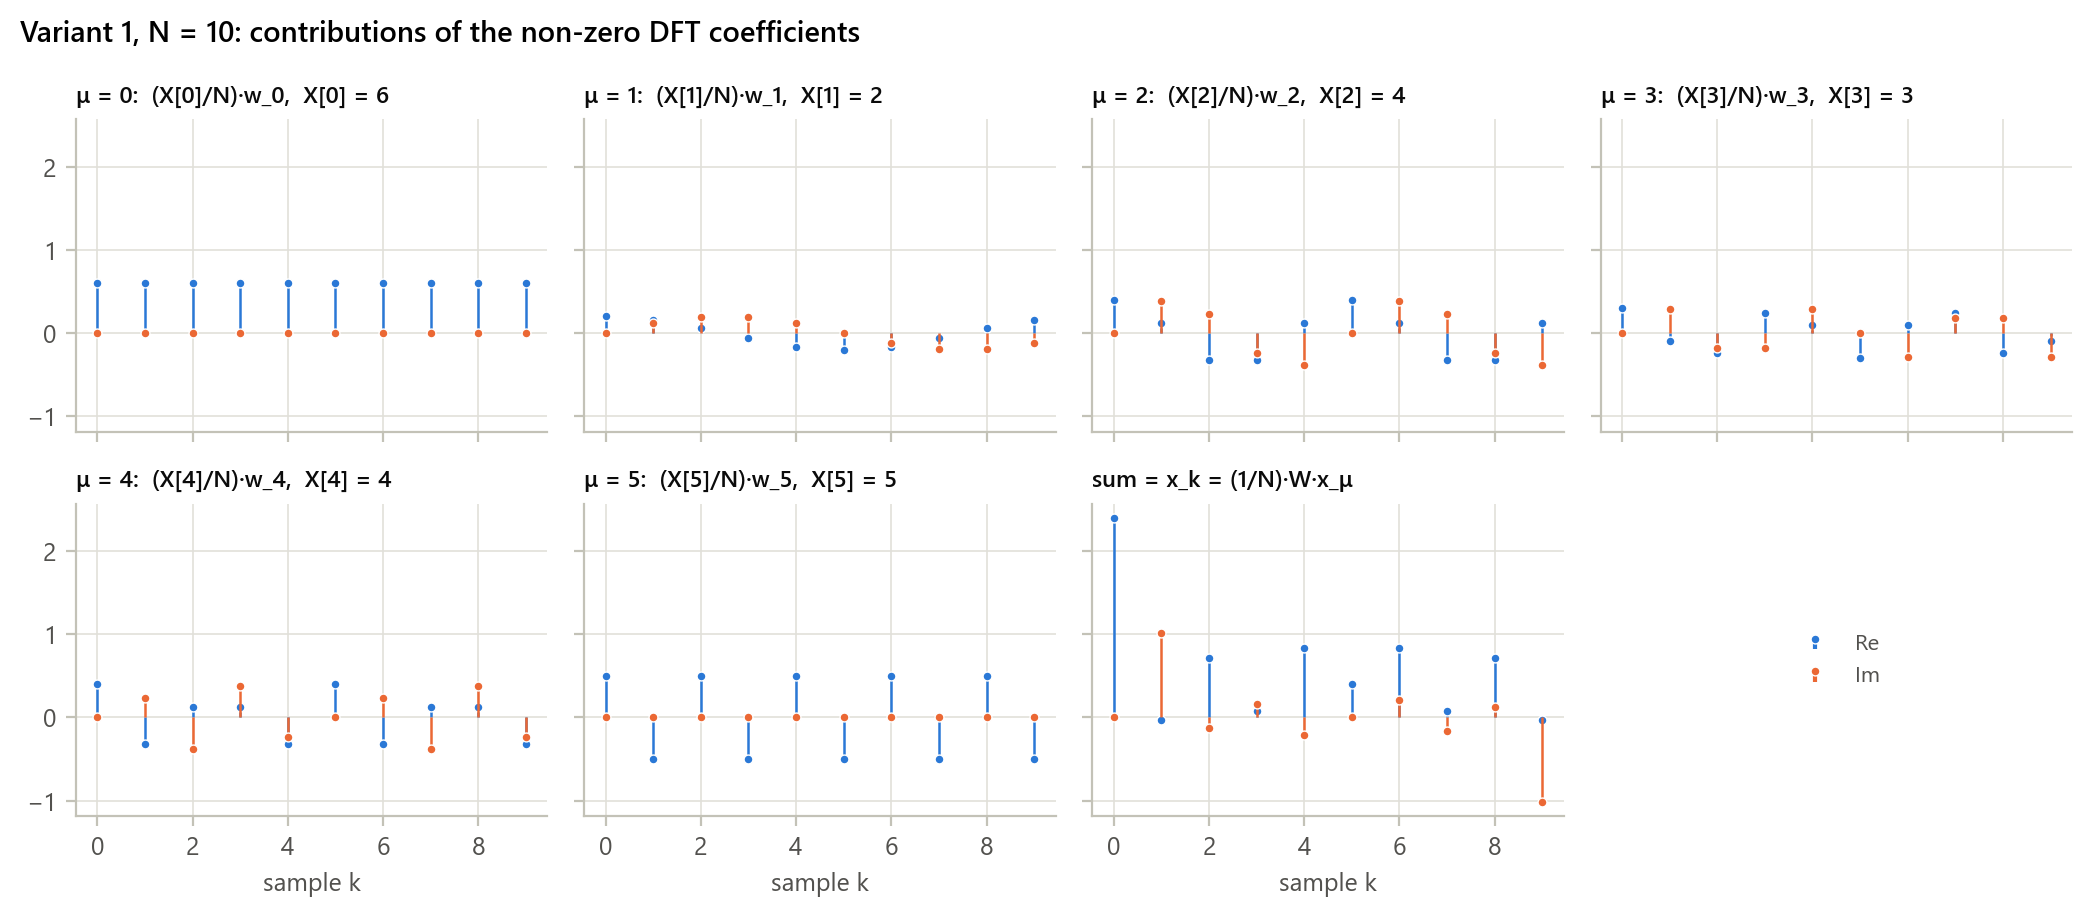 Variant 1, N = 10: contributions of the non-zero DFT coefficients
μ = 0:  (X[0]/N)·w_0,  X[0] = 6
μ = 1:  (X[1]/N)·w_1,  X[1] = 2
μ = 2:  (X[2]/N)·w_2,  X[2] = 4
μ = 3:  (X[3]/N)·w_3,  X[3] = 3
2
1
0
−1
μ = 4:  (X[4]/N)·w_4,  X[4] = 4
μ = 5:  (X[5]/N)·w_5,  X[5] = 5
sum = x_k = (1/N)·W·x_μ
2
1
0
−1
Re
Im
0 2 4 6 8
0 2 4 6 8
0 2 4 6 8
sample k
sample k
sample k